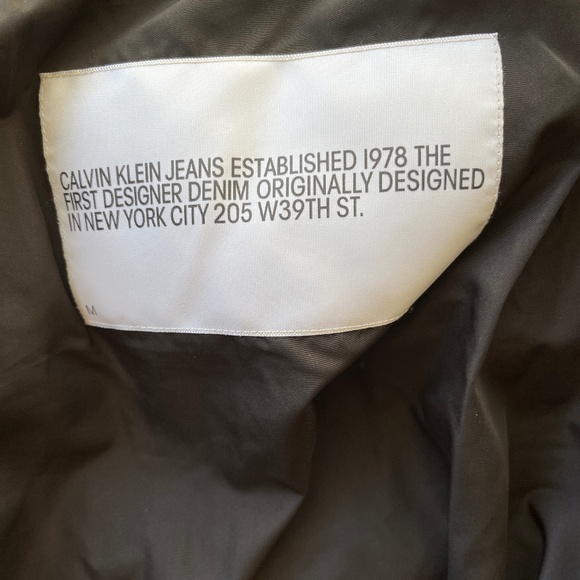 CALVIN KLEIN JEANS ESTABLISHED 1978 THE
FIRST DESIGNER DENIM ORIGINALLY DESIGNED
IN NEW YORK CITY 205 W39TH ST.
M